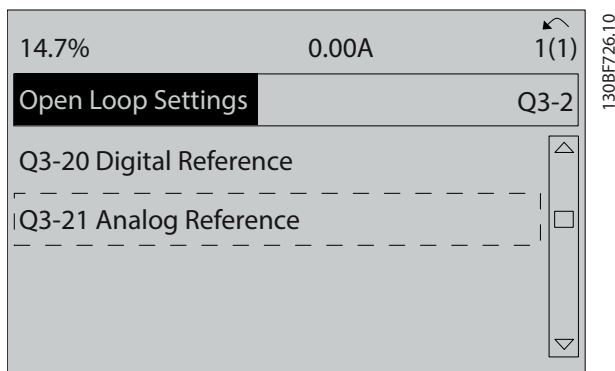 14.7% 0.00A 1(1)
Open Loop Settings Q3-2
Q3-20 Digital Reference
Q3-21 Analog Reference
130BF726.10